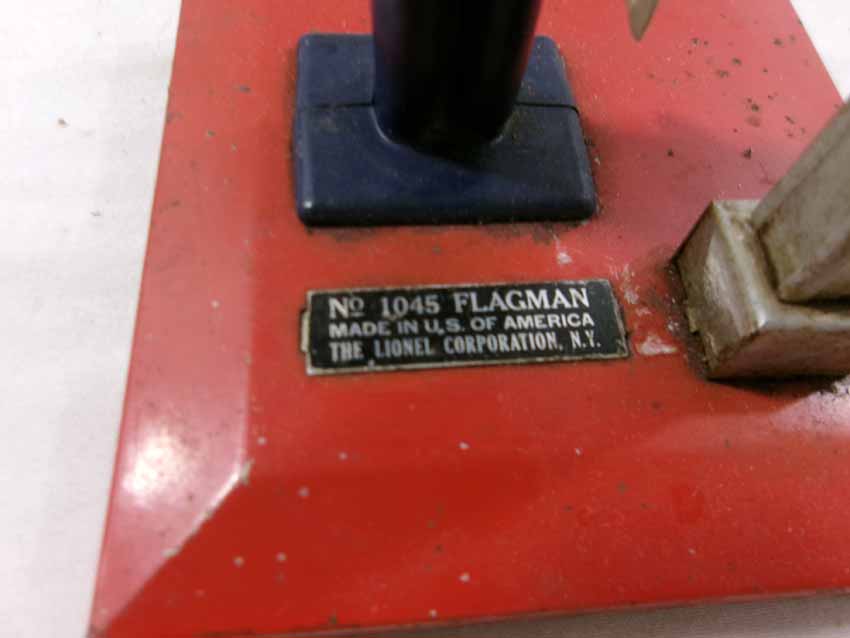 Nº 1045 FLAGMAN
MADE IN U.S. OF AMERICA
THE LIONEL CORPORATION, N.Y.